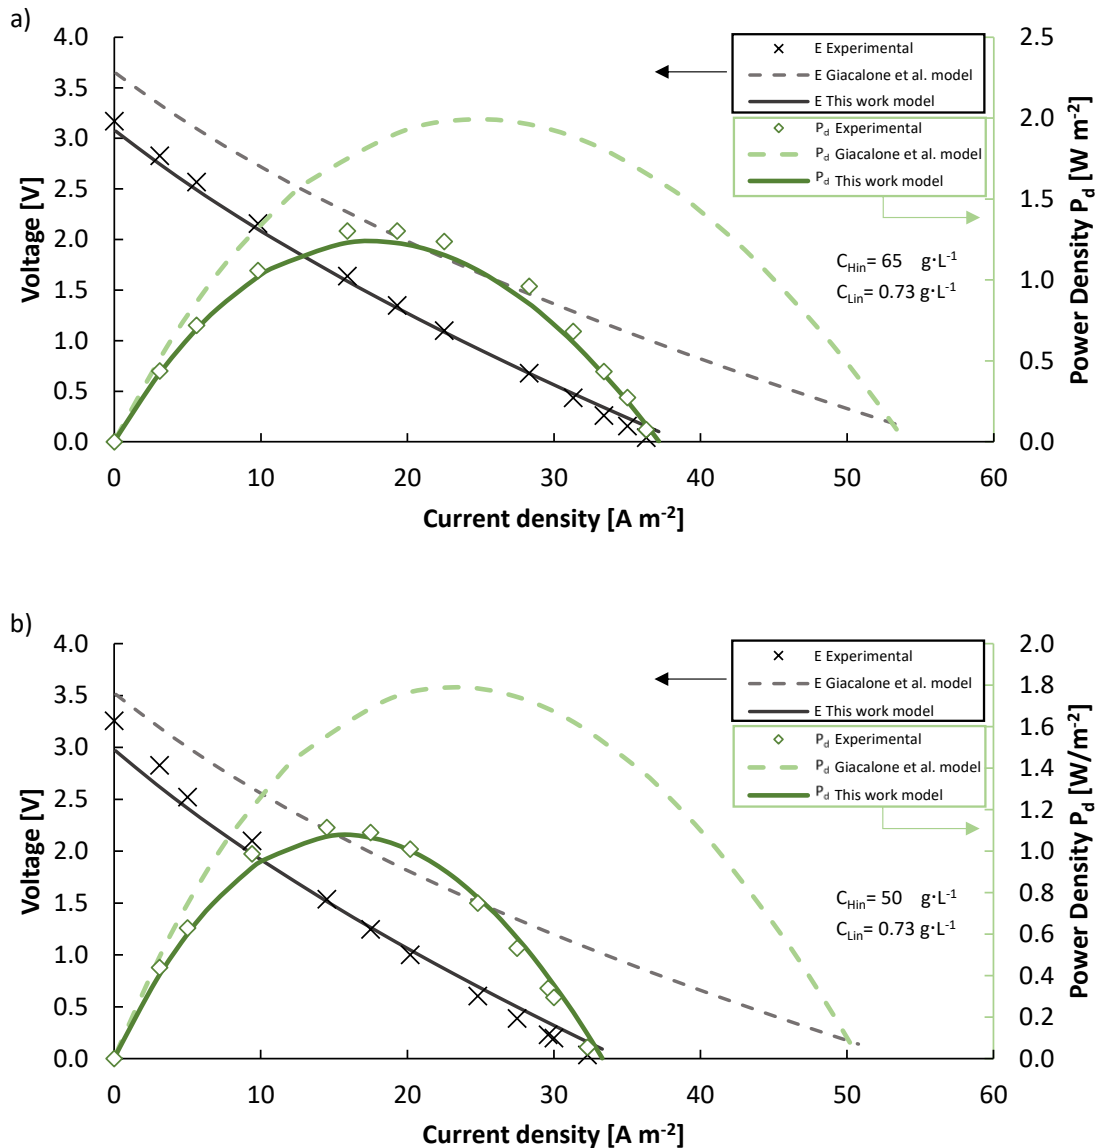 a)
4.0
3.5
3.0
2.5
2.0
1.5
1.0
0.5
0.0
Voltage [V]
0
10
20
30
40
50
60
Current density [A m-2]
2.5
2.0
1.5
1.0
0.5
0.0
Power Density Pd [W m-2]
E Experimental
E Giacalone et al. model
E This work model
Pd Experimental
Pd Giacalone et al. model
Pd This work model
CHin= 65 g·L-1
CLin= 0.73 g·L-1
b)
4.0
3.5
3.0
2.5
2.0
1.5
1.0
0.5
0.0
Voltage [V]
0
10
20
30
40
50
60
Current density [A m-2]
2.0
1.8
1.6
1.4
1.2
1.0
0.8
0.6
0.4
0.2
0.0
Power Density Pd [W/m-2]
E Experimental
E Giacalone et al. model
E This work model
Pd Experimental
Pd Giacalone et al. model
Pd This work model
CHin= 50 g·L-1
CLin= 0.73 g·L-1